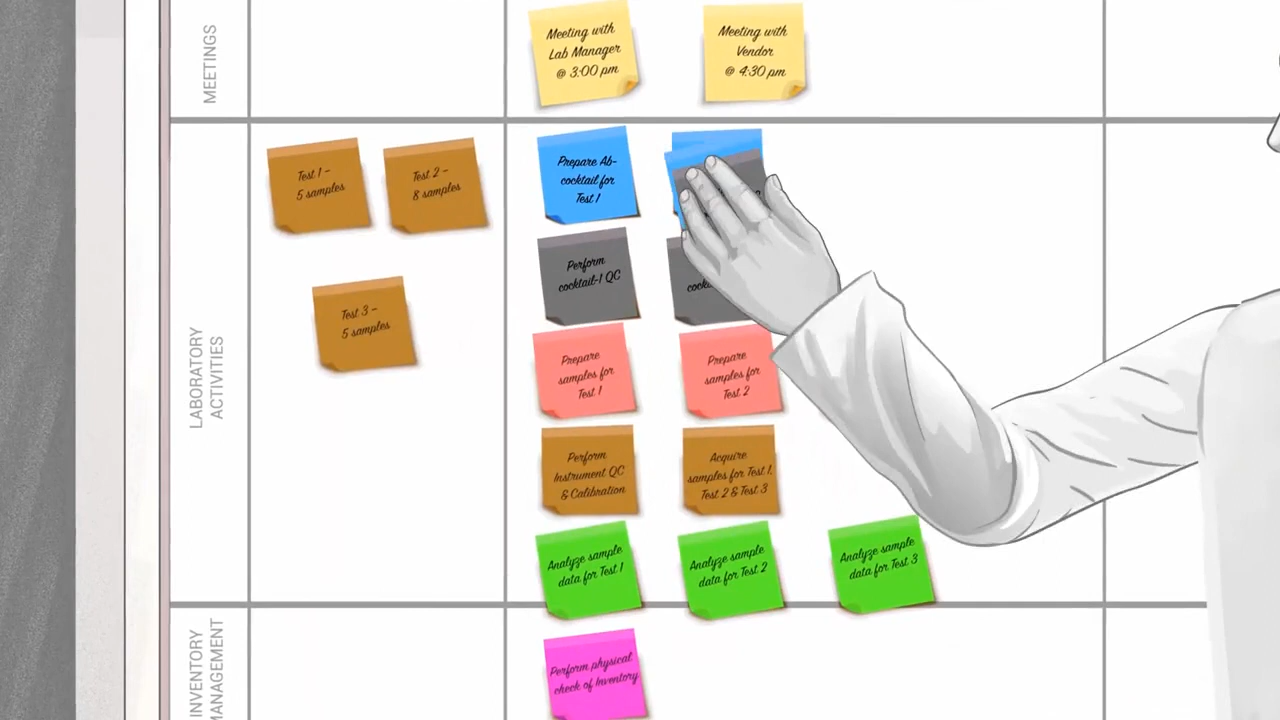 MEETINGS
Meeting with
Lab Manager
@ 3:00 pm
Meeting with
Vendor
@ 4:30 pm
LABORATORY
ACTIVITIES
Test 1 –
5 samples
Test 2 –
8 samples
Test 3 –
5 samples
Prepare Ab-
cocktail for
Test 1
Perform
cocktail-1 QC
Prepare
samples for
Test 1
Prepare
samples for
Test 2
Perform
Instrument QC
& Calibration
Acquire
samples for Test 1,
Test 2 & Test 3
Analyze sample
data for Test 1
Analyze sample
data for Test 2
Analyze sample
data for Test 3
INVENTORY
MANAGEMENT
Perform physical
check of Inventory